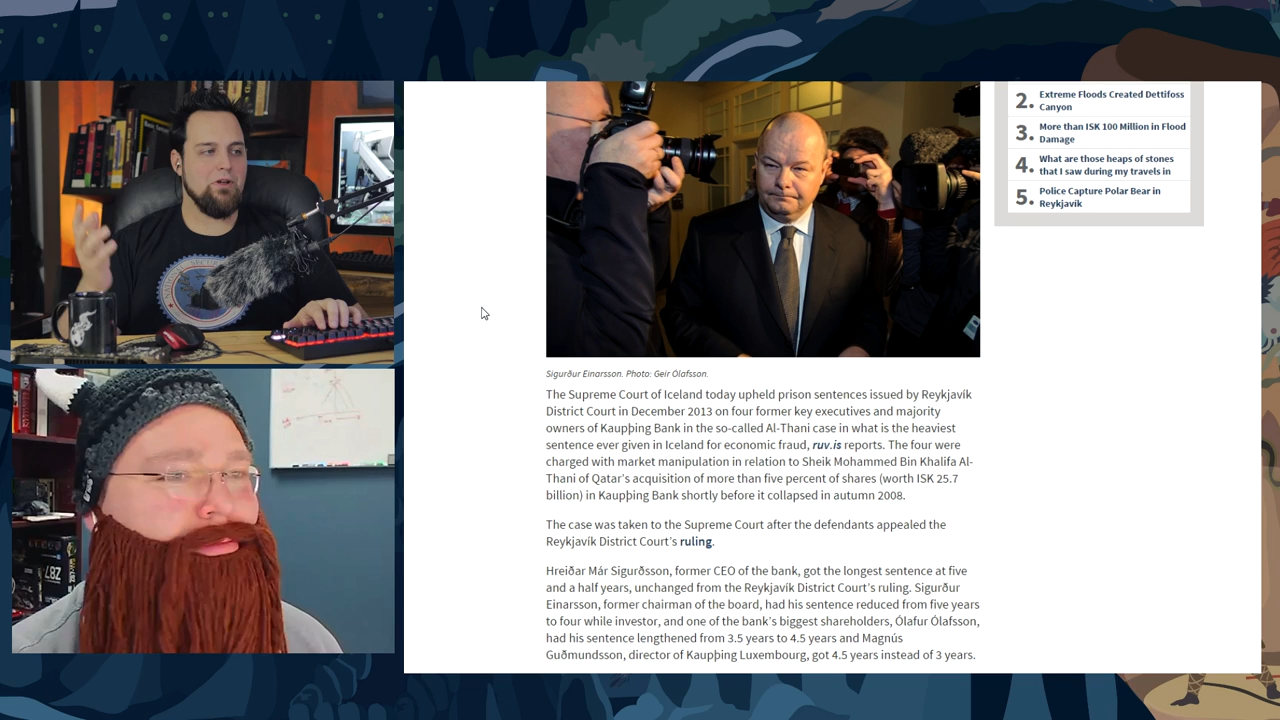 2. Extreme Floods Created Dettifoss
Canyon
3. More than ISK 100 Million in Flood
Damage
4. What are those heaps of stones
that I saw during my travels in
5. Police Capture Polar Bear in
Reykjavík
Sigurður Einarsson. Photo: Geir Ólafsson.
The Supreme Court of Iceland today upheld prison sentences issued by Reykjavík
District Court in December 2013 on four former key executives and majority
owners of Kaupþing Bank in the so-called Al-Thani case in what is the heaviest
sentence ever given in Iceland for economic fraud, ruv.is reports. The four were
charged with market manipulation in relation to Sheik Mohammed Bin Khalifa Al-
Thani of Qatar's acquisition of more than five percent of shares (worth ISK 25.7
billion) in Kaupþing Bank shortly before it collapsed in autumn 2008.
The case was taken to the Supreme Court after the defendants appealed the
Reykjavík District Court's ruling.
Hreiðar Már Sigurðsson, former CEO of the bank, got the longest sentence at five
and a half years, unchanged from the Reykjavík District Court's ruling. Sigurður
Einarsson, former chairman of the board, had his sentence reduced from five years
to four while investor, and one of the bank's biggest shareholders, Ólafur Ólafsson,
had his sentence lengthened from 3.5 years to 4.5 years and Magnús
Guðmundsson, director of Kaupþing Luxembourg, got 4.5 years instead of 3 years.
Z87